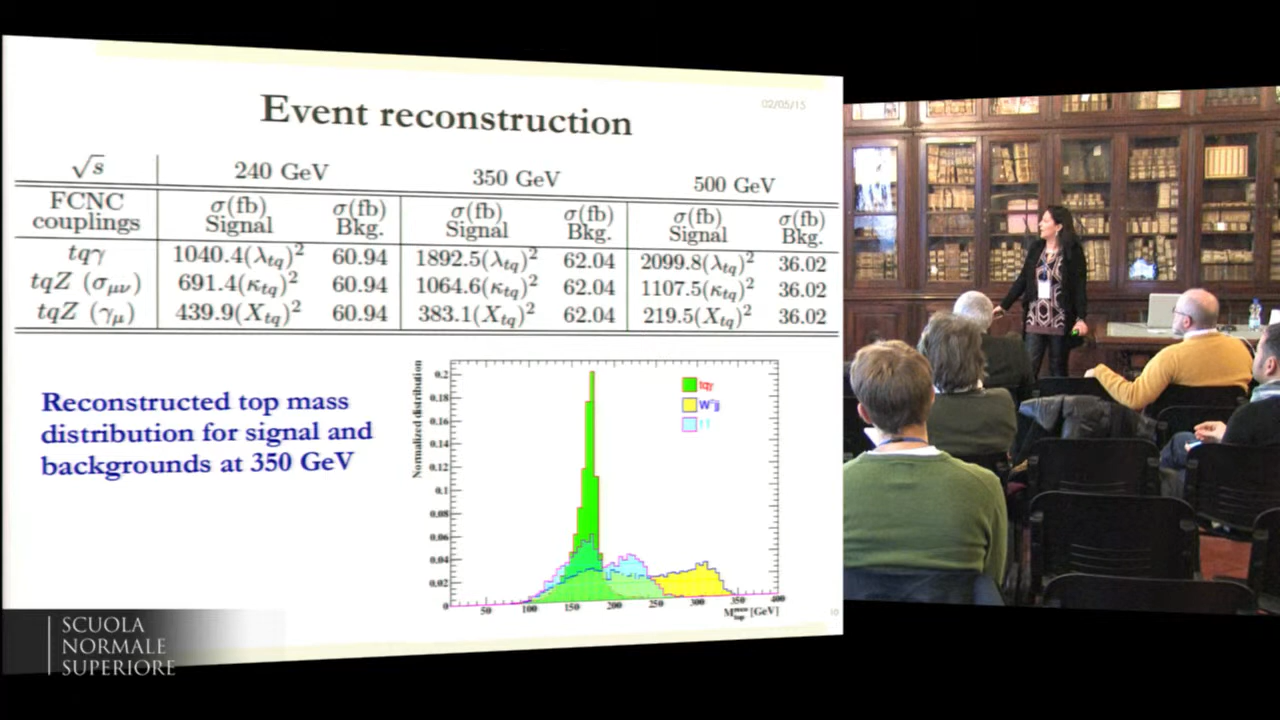 Event reconstruction
02/05/15
√s 240 GeV 350 GeV 500 GeV
FCNC couplings σ(fb) Signal σ(fb) Bkg. σ(fb) Signal σ(fb) Bkg. σ(fb) Signal σ(fb) Bkg.
tqγ 1040.4(λtq)² 60.94 1892.5(λtq)² 62.04 2099.8(λtq)² 36.02
tqZ (σμν) 691.4(κtq)² 60.94 1064.6(κtq)² 62.04 1107.5(κtq)² 36.02
tqZ (γμ) 439.9(Xtq)² 60.94 383.1(Xtq)² 62.04 219.5(Xtq)² 36.02
Reconstructed top mass
distribution for signal and
backgrounds at 350 GeV
Normalized distribution
0.2
0.18
0.16
0.14
0.12
0.1
0.08
0.06
0.04
0.02
0
tqγ
50 100 150 200 250 300 350 400
[GeV]
10
SCUOLA
NORMALE
SUPERIORE